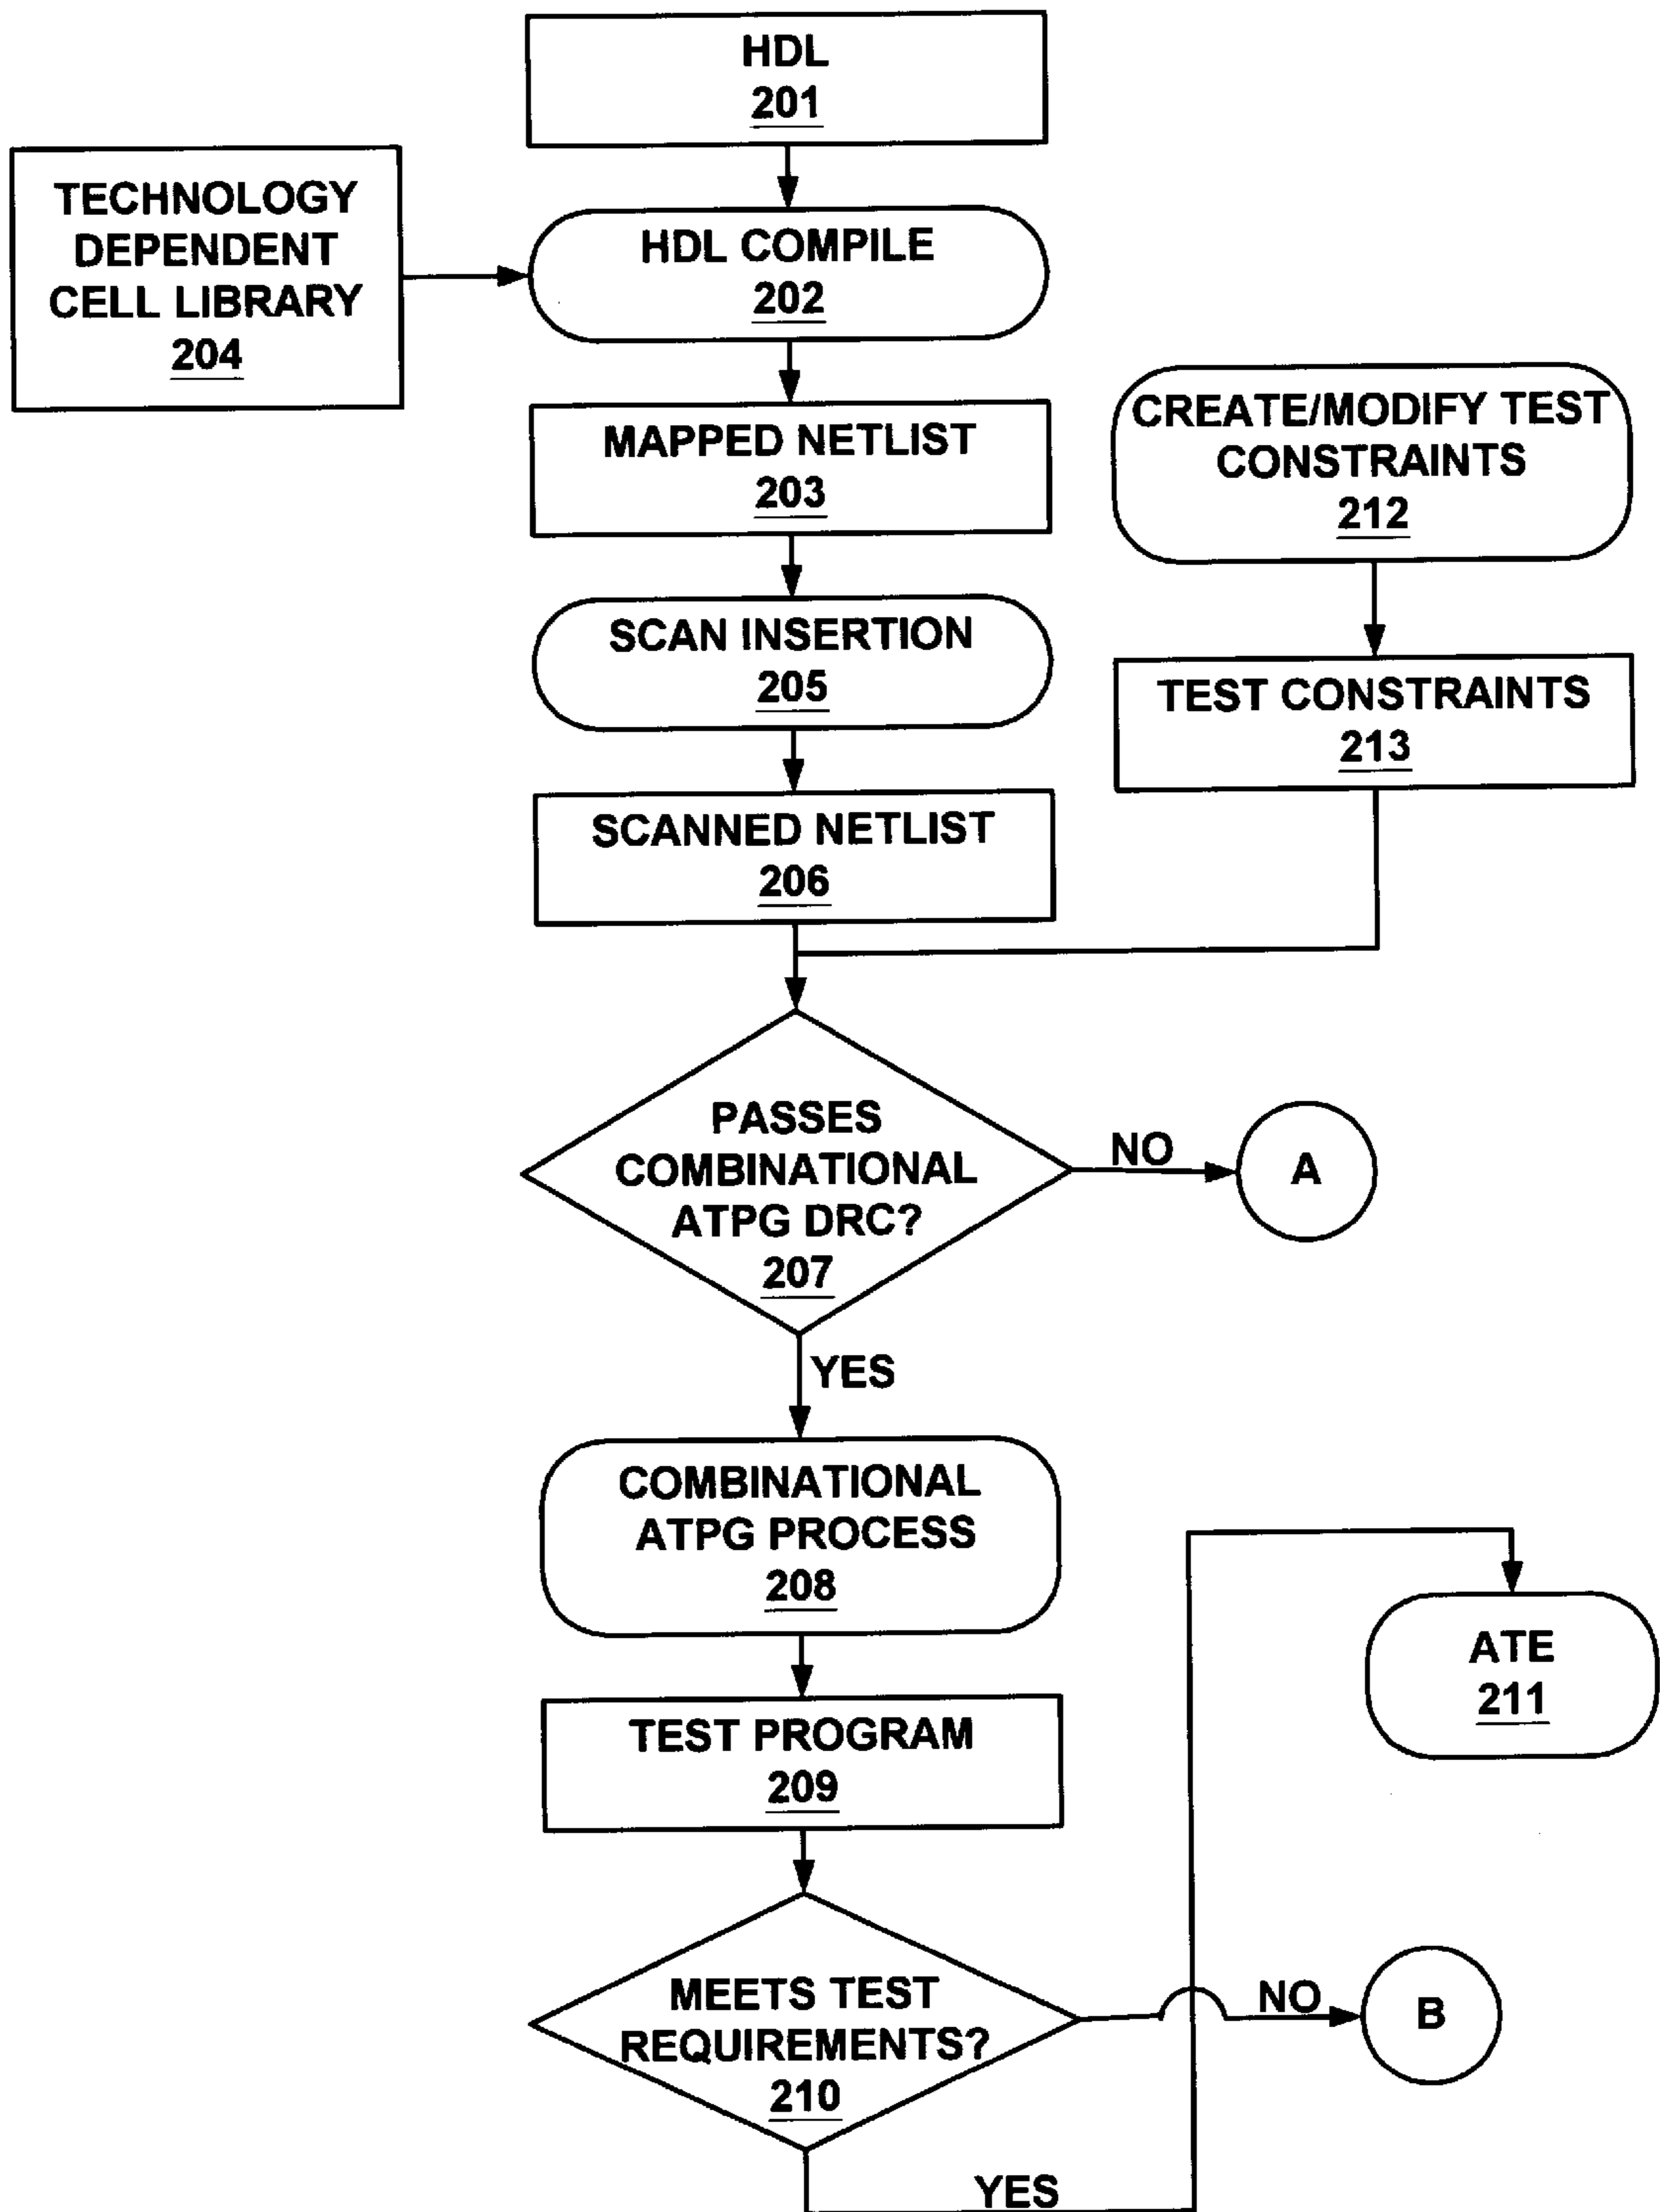 HDL
201
TECHNOLOGY
DEPENDENT
CELL LIBRARY
204
HDL COMPILE
202
MAPPED NETLIST
203
CREATE/MODIFY TEST
CONSTRAINTS
212
SCAN INSERTION
205
TEST CONSTRAINTS
213
SCANNED NETLIST
206
PASSES
COMBINATIONAL
ATPG DRC?
207
NO
A
YES
COMBINATIONAL
ATPG PROCESS
208
ATE
211
TEST PROGRAM
209
MEETS TEST
REQUIREMENTS?
210
NO
B
YES